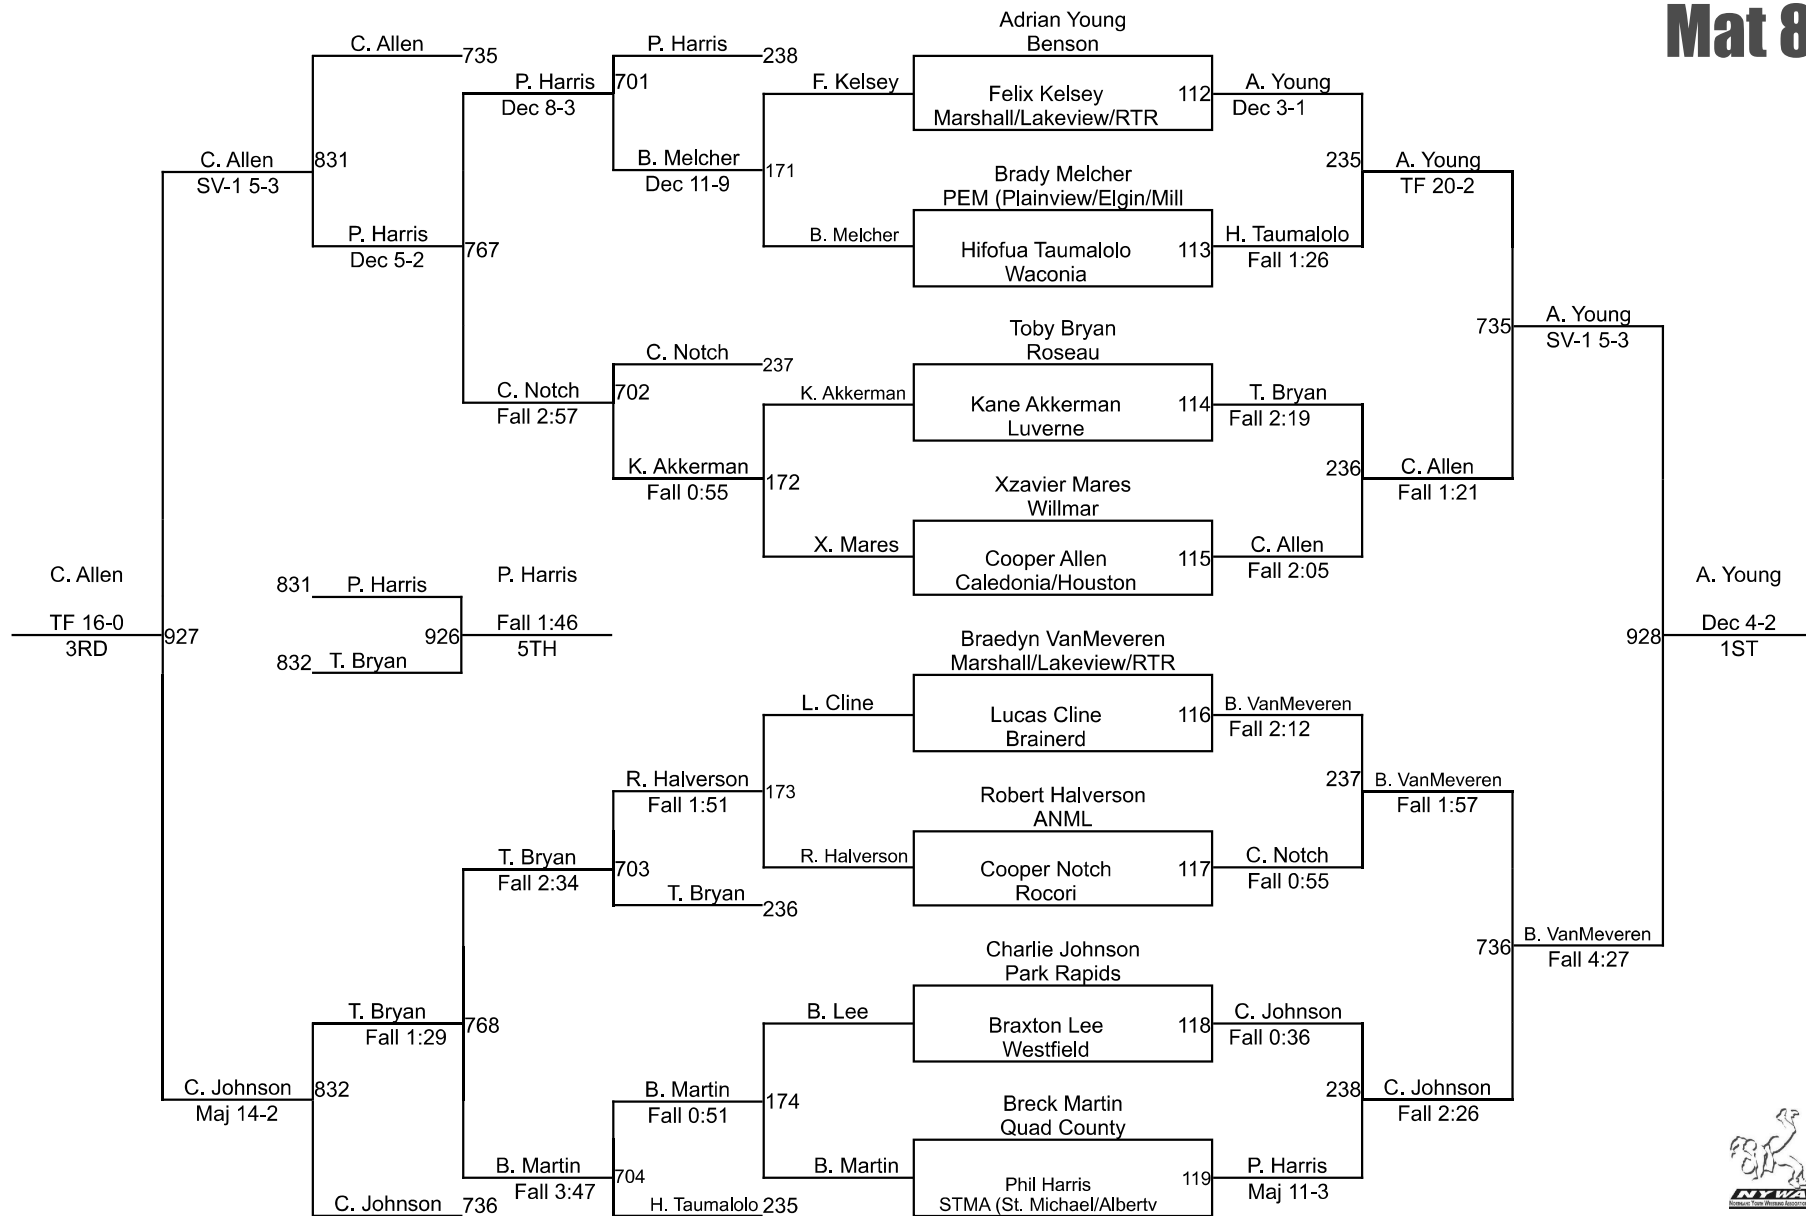 Mat 8
Adrian Young
Benson
C. Allen
735
P. Harris
238
P. Harris
701
Dec 8-3
F. Kelsey
Felix Kelsey
112
Marshall/Lakeview/RTR
A. Young
Dec 3-1
C. Allen
831
SV-1 5-3
B. Melcher
171
Dec 11-9
Brady Melcher
PEM (Plainview/Elgin/Mill
235
A. Young
TF 20-2
P. Harris
767
Dec 5-2
B. Melcher
Hifofua Taumalolo
113
Waconia
H. Taumalolo
Fall 1:26
Toby Bryan
Roseau
735
A. Young
SV-1 5-3
C. Notch
237
C. Notch
702
Fall 2:57
K. Akkerman
Kane Akkerman
114
Luverne
T. Bryan
Fall 2:19
K. Akkerman
172
Fall 0:55
Xzavier Mares
Willmar
236
C. Allen
Fall 1:21
X. Mares
Cooper Allen
115
Caledonia/Houston
C. Allen
Fall 2:05
C. Allen
TF 16-0
927
3RD
831
P. Harris
832
T. Bryan
926
P. Harris
Fall 1:46
5TH
Braedyn VanMeveren
Marshall/Lakeview/RTR
928
A. Young
Dec 4-2
1ST
L. Cline
Lucas Cline
116
Brainerd
B. VanMeveren
Fall 2:12
R. Halverson
173
Fall 1:51
Robert Halverson
ANML
237
B. VanMeveren
Fall 1:57
T. Bryan
703
Fall 2:34
R. Halverson
Cooper Notch
117
Rocori
C. Notch
Fall 0:55
T. Bryan
236
Charlie Johnson
Park Rapids
736
B. VanMeveren
Fall 4:27
T. Bryan
768
Fall 1:29
B. Lee
Braxton Lee
118
Westfield
C. Johnson
Fall 0:36
C. Johnson
832
Maj 14-2
B. Martin
174
Fall 0:51
Breck Martin
Quad County
238
C. Johnson
Fall 2:26
B. Martin
704
Fall 3:47
B. Martin
Phil Harris
119
STMA (St. Michael/Albertv
P. Harris
Maj 11-3
C. Johnson
736
H. Taumalolo
235
NYWA